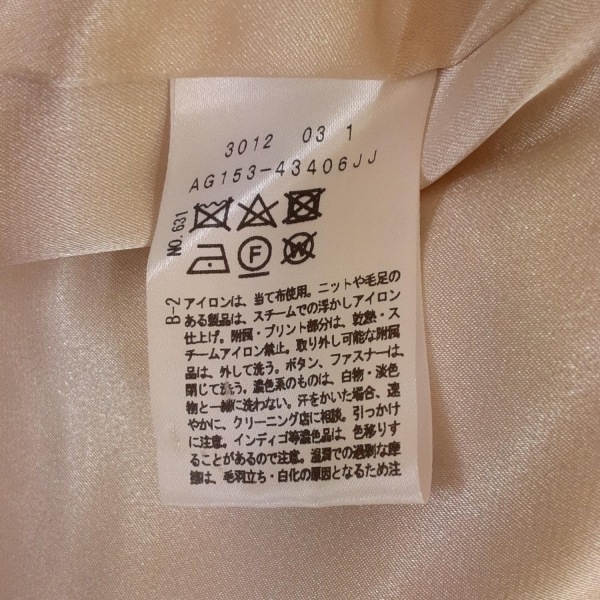 3012 03 1
AG153-43406JJ
NO.631
F W
B-2
アイロンは、当て布使用。ニットや毛足の
ある製品は、スチームでの浮かしアイロン
仕上げ。附属・プリント部分は、乾熱・ス
チームアイロン禁止。取り外し可能な附属
品は、外して洗う。ボタン、ファスナーは、
閉じて洗う。濃色系のものは、白物・淡色
物と一緒に洗わない。汗をかいた場合、速
やかに、クリーニング店に相談。引っかけ
に注意。インディゴ等濃色品は、色移りす
ることがあるので注意。湿潤での過剰な摩
擦は、毛羽立ち・白化の原因となるため注